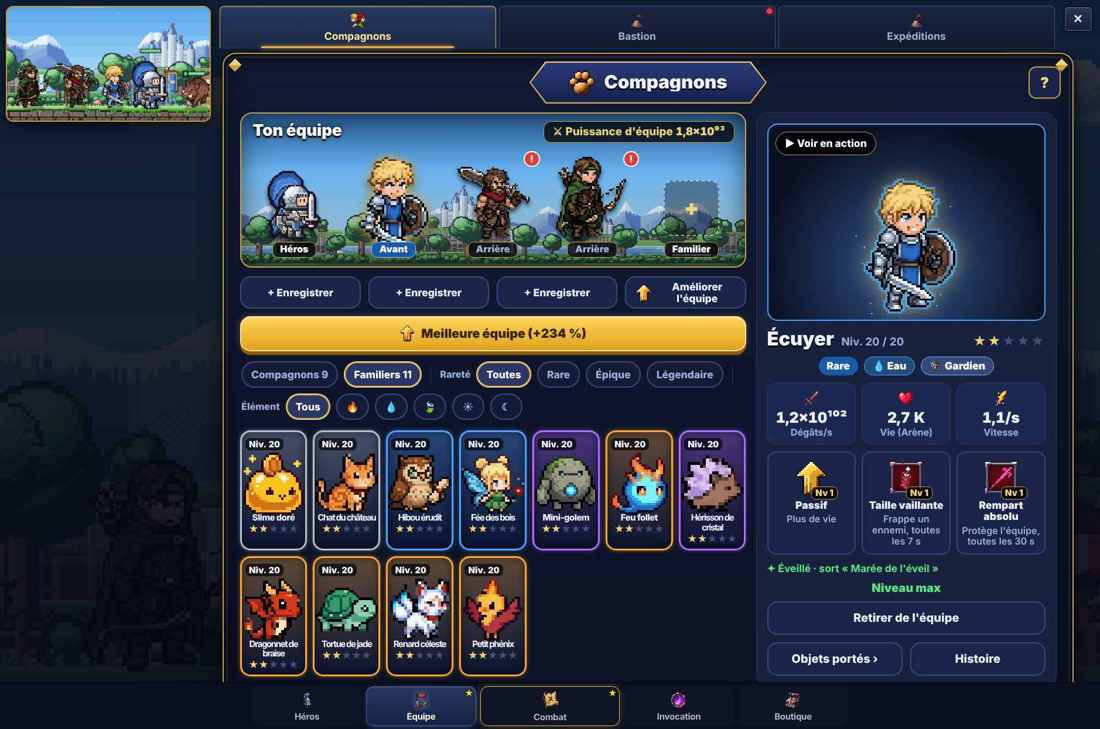 Compagnons
Bastion
Expéditions
×
Compagnons
?
Ton équipe
⚔ Puissance d'équipe 1,8×10⁹³
!
!
Héros
Avant
Arrière
Arrière
Familier
+ Enregistrer
+ Enregistrer
+ Enregistrer
Améliorer
l'équipe
Meilleure équipe (+234 %)
Compagnons 9
Familiers 11
Rareté
Toutes
Rare
Épique
Légendaire
Élément
Tous
Niv. 20
Slime doré
Niv. 20
Chat du château
Niv. 20
Hibou érudit
Niv. 20
Fée des bois
Niv. 20
Mini-golem
Niv. 20
Feu follet
Niv. 20
Hérisson de
cristal
Niv. 20
Dragonnet de
braise
Niv. 20
Tortue de jade
Niv. 20
Renard céleste
Niv. 20
Petit phénix
▶ Voir en action
Écuyer Niv. 20 / 20
Rare
Eau
Gardien
1,2×10¹⁰²
Dégâts/s
2,7 K
Vie (Arène)
1,1/s
Vitesse
Nv 1
Passif
Plus de vie
Nv 1
Taille vaillante
Frappe un
ennemi, toutes
les 7 s
Nv 1
Rempart
absolu
Protège l'équipe,
toutes les 30 s
✦ Éveillé · sort « Marée de l'éveil »
Niveau max
Retirer de l'équipe
Objets portés ›
Histoire
Héros
Équipe
Combat
Invocation
Boutique